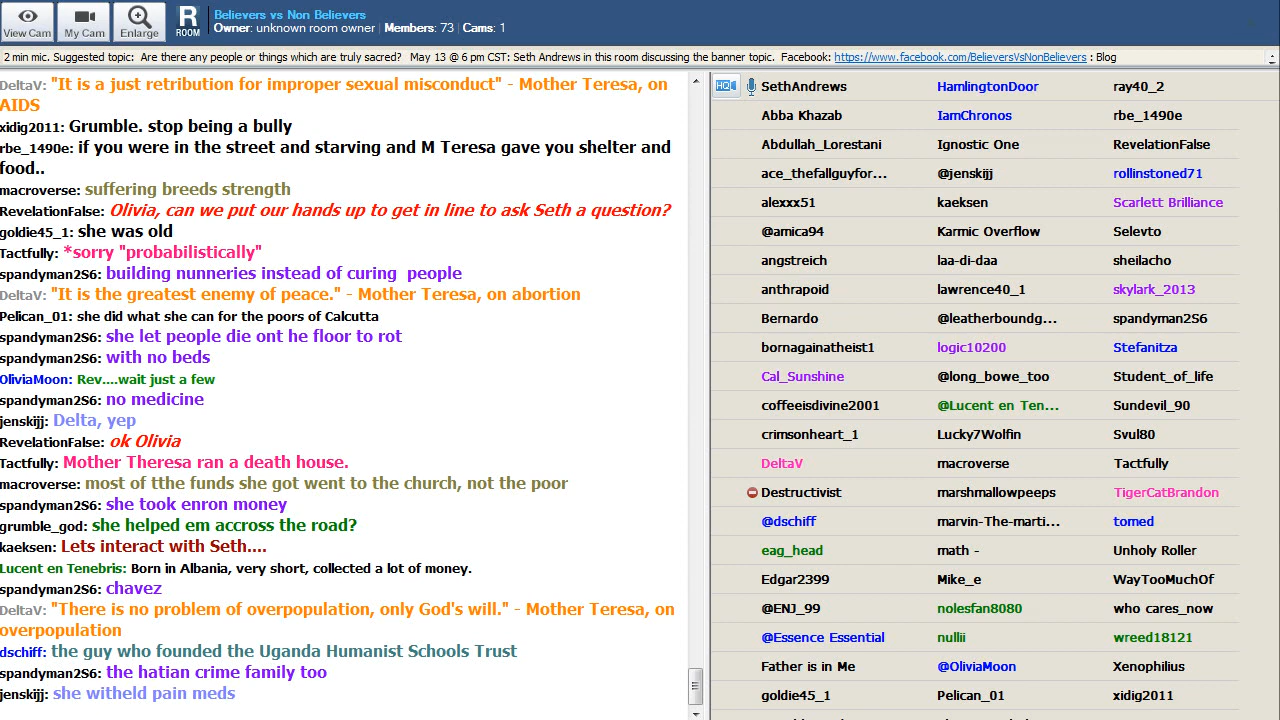 View Cam
My Cam
Enlarge
R
ROOM
Believers vs Non Believers
Owner: unknown room owner | Members: 73 | Cams: 1
2 min mic. Suggested topic:  Are there any people or things which are truly sacred?   May 13 @ 6 pm CST: Seth Andrews in this room discussing the banner topic.  Facebook: https://www.facebook.com/BelieversVsNonBelievers : Blog
DeltaV: "It is a just retribution for improper sexual misconduct" - Mother Teresa, on
AIDS
xidig2011: Grumble. stop being a bully
rbe_1490e: if you were in the street and starving and M Teresa gave you shelter and
food..
macroverse: suffering breeds strength
RevelationFalse: Olivia, can we put our hands up to get in line to ask Seth a question?
goldie45_1: she was old
Tactfully: *sorry "probabilistically"
spandyman2S6: building nunneries instead of curing  people
DeltaV: "It is the greatest enemy of peace." - Mother Teresa, on abortion
Pelican_01: she did what she can for the poors of Calcutta
spandyman2S6: she let people die ont he floor to rot
spandyman2S6: with no beds
OliviaMoon: Rev....wait just a few
spandyman2S6: no medicine
jenskijj: Delta, yep
RevelationFalse: ok Olivia
Tactfully: Mother Theresa ran a death house.
macroverse: most of tthe funds she got went to the church, not the poor
spandyman2S6: she took enron money
grumble_god: she helped em accross the road?
kaeksen: Lets interact with Seth....
Lucent en Tenebris: Born in Albania, very short, collected a lot of money.
spandyman2S6: chavez
DeltaV: "There is no problem of overpopulation, only God's will." - Mother Teresa, on
overpopulation
dschiff: the guy who founded the Uganda Humanist Schools Trust
spandyman2S6: the hatian crime family too
jenskijj: she witheld pain meds
HQ SethAndrews HamlingtonDoor ray40_2
Abba Khazab IamChronos rbe_1490e
Abdullah_Lorestani Ignostic One RevelationFalse
ace_thefallguyfor... @jenskijj rollinstoned71
alexxx51 kaeksen Scarlett Brilliance
@amica94 Karmic Overflow Selevto
angstreich laa-di-daa sheilacho
anthrapoid lawrence40_1 skylark_2013
Bernardo @leatherboundg... spandyman2S6
bornagainatheist1 logic10200 Stefanitza
Cal_Sunshine @long_bowe_too Student_of_life
coffeeisdivine2001 @Lucent en Ten... Sundevil_90
crimsonheart_1 Lucky7Wolfin Svul80
DeltaV macroverse Tactfully
Destructivist marshmallowpeeps TigerCatBrandon
@dschiff marvin-The-marti... tomed
eag_head math - Unholy Roller
Edgar2399 Mike_e WayTooMuchOf
@ENJ_99 nolesfan8080 who cares_now
@Essence Essential nullii wreed18121
Father is in Me @OliviaMoon Xenophilius
goldie45_1 Pelican_01 xidig2011